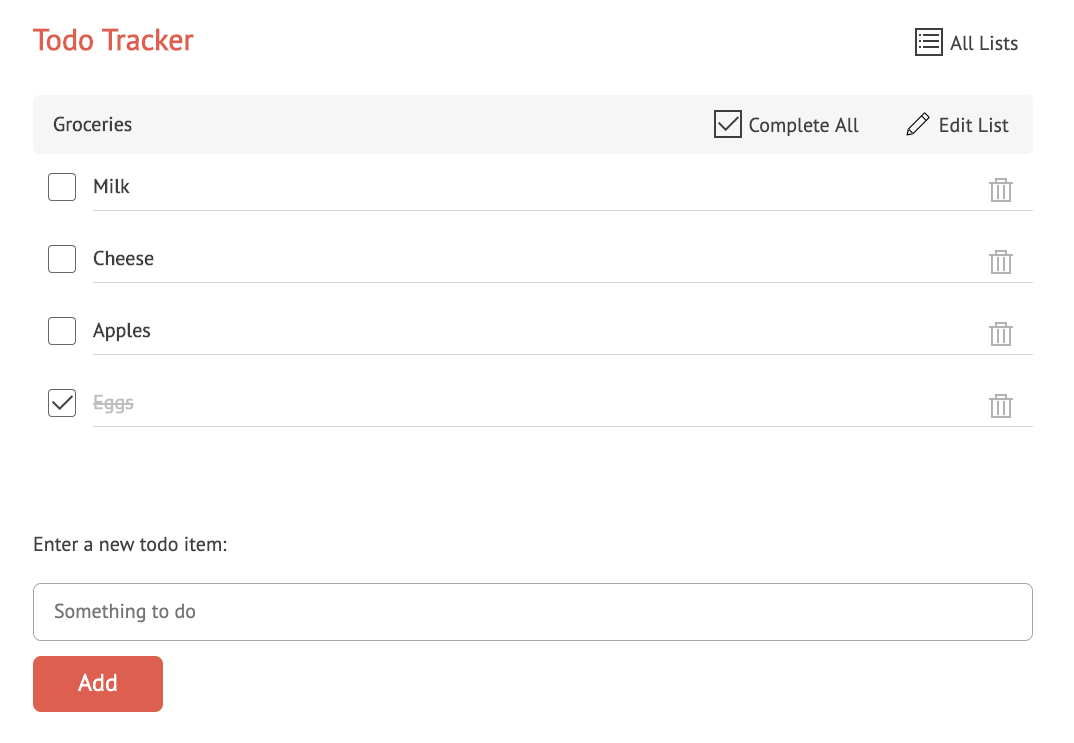 Todo Tracker
All Lists
Groceries
Complete All
Edit List
Milk
Cheese
Apples
Eggs
Enter a new todo item:
Something to do
Add